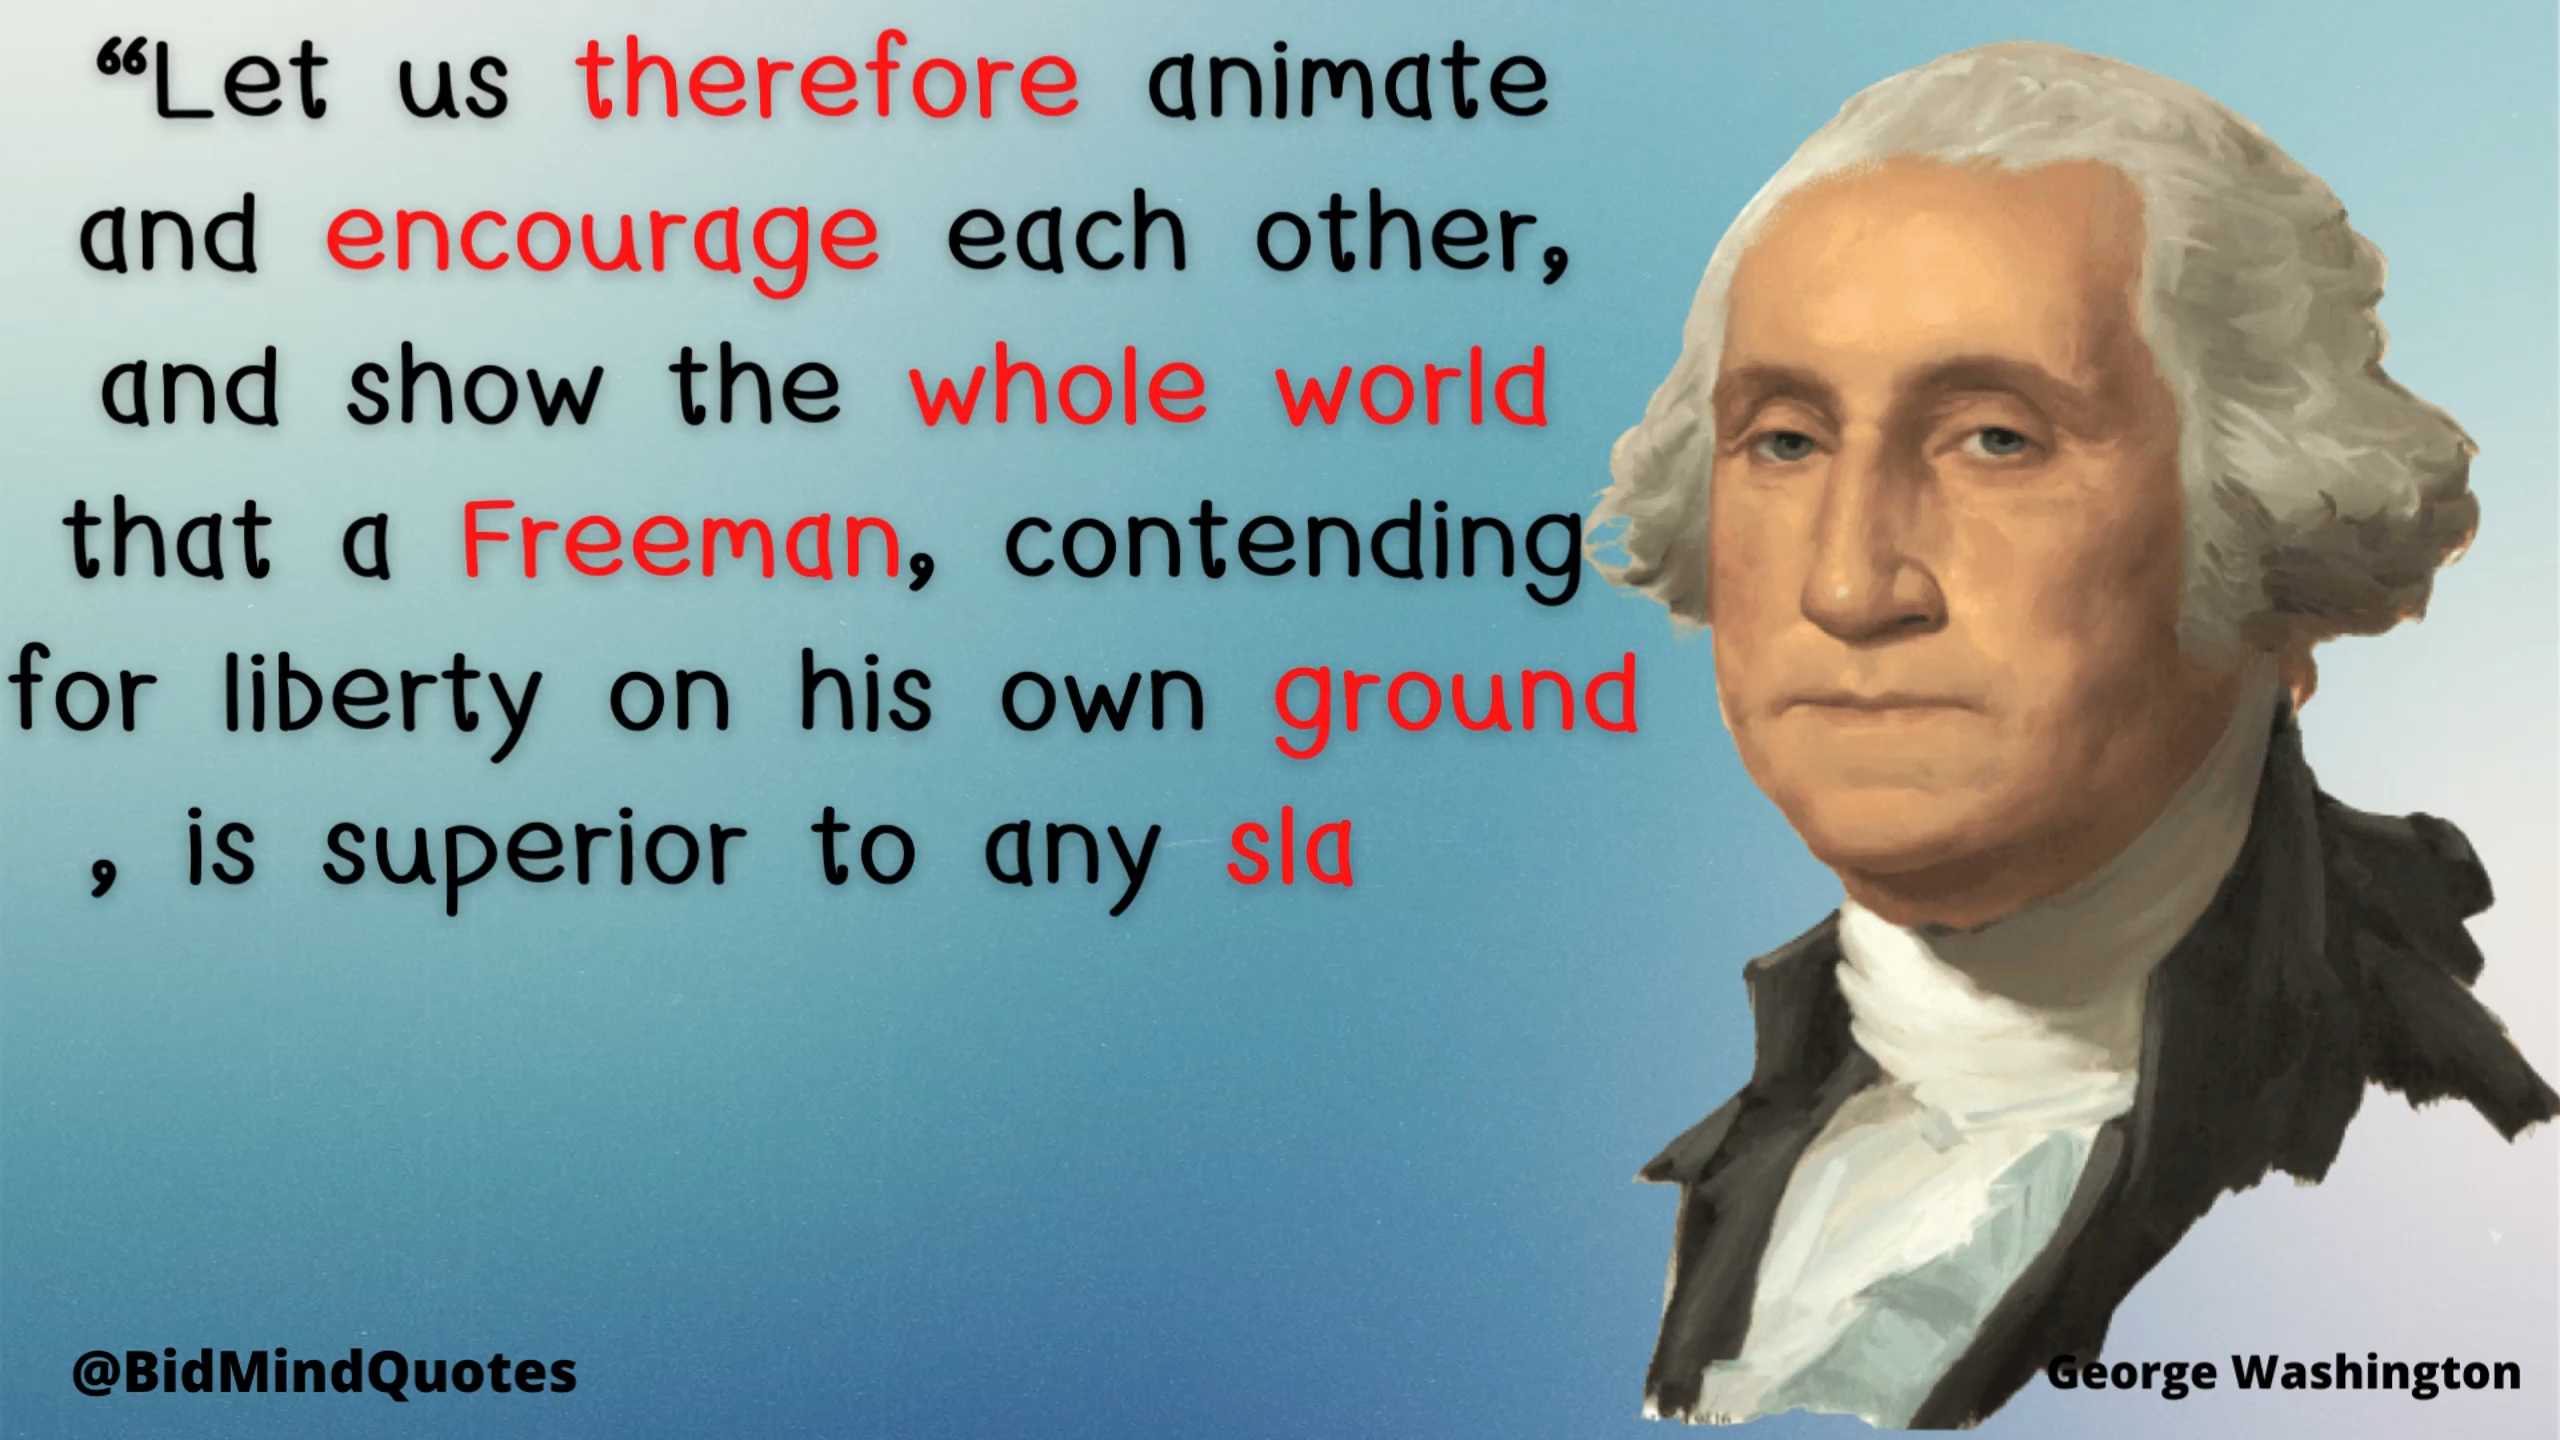 “Let us therefore animate
and encourage each other,
and show the whole world
that a Freeman, contending
for liberty on his own ground
, is superior to any sla
@BidMindQuotes
George Washington